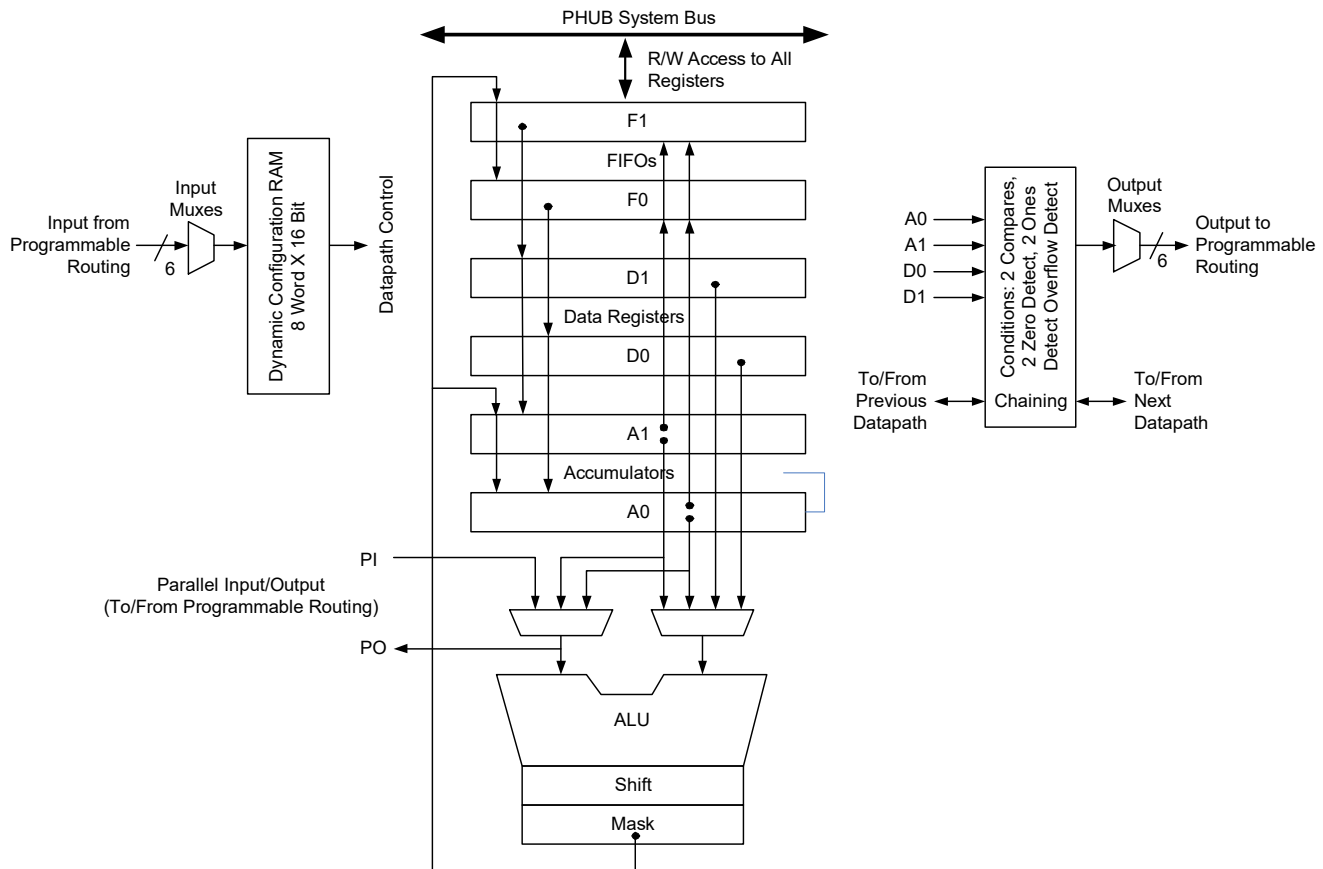 PHUB System Bus
R/W Access to All
Registers
F1
FIFOs
F0
D1
Data Registers
D0
A1
Accumulators
A0
Input from
Programmable
Routing
6
Input
Muxes
Dynamic Configuration RAM
8 Word X 16 Bit
Datapath Control
A0
A1
D0
D1
Conditions: 2 Compares,
2 Zero Detect, 2 Ones
Detect Overflow Detect
Output
Muxes
6
Output to
Programmable
Routing
To/From
Previous
Datapath
Chaining
To/From
Next
Datapath
PI
Parallel Input/Output
(To/From Programmable Routing)
PO
ALU
Shift
Mask